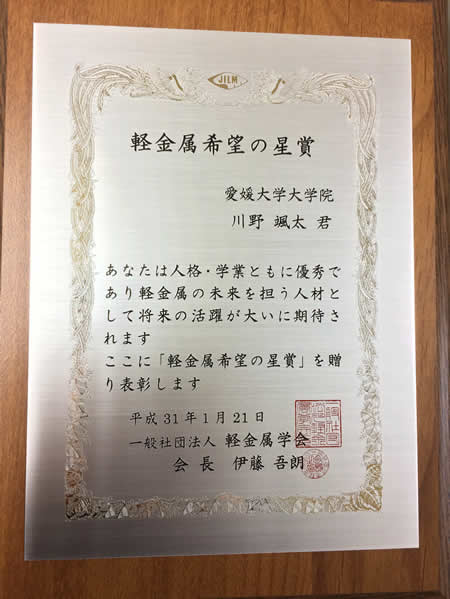 JILM
軽金属希望の星賞
愛媛大学大学院
川野 颯太 君
あなたは人格・学業ともに優秀で
あり軽金属の未来を担う人材と
して将来の活躍が大いに期待さ
れます
ここに「軽金属希望の星賞」を贈
り表彰します
平成31年1月21日
一般社団法人 軽金属学会
会長 伊藤 吾朗